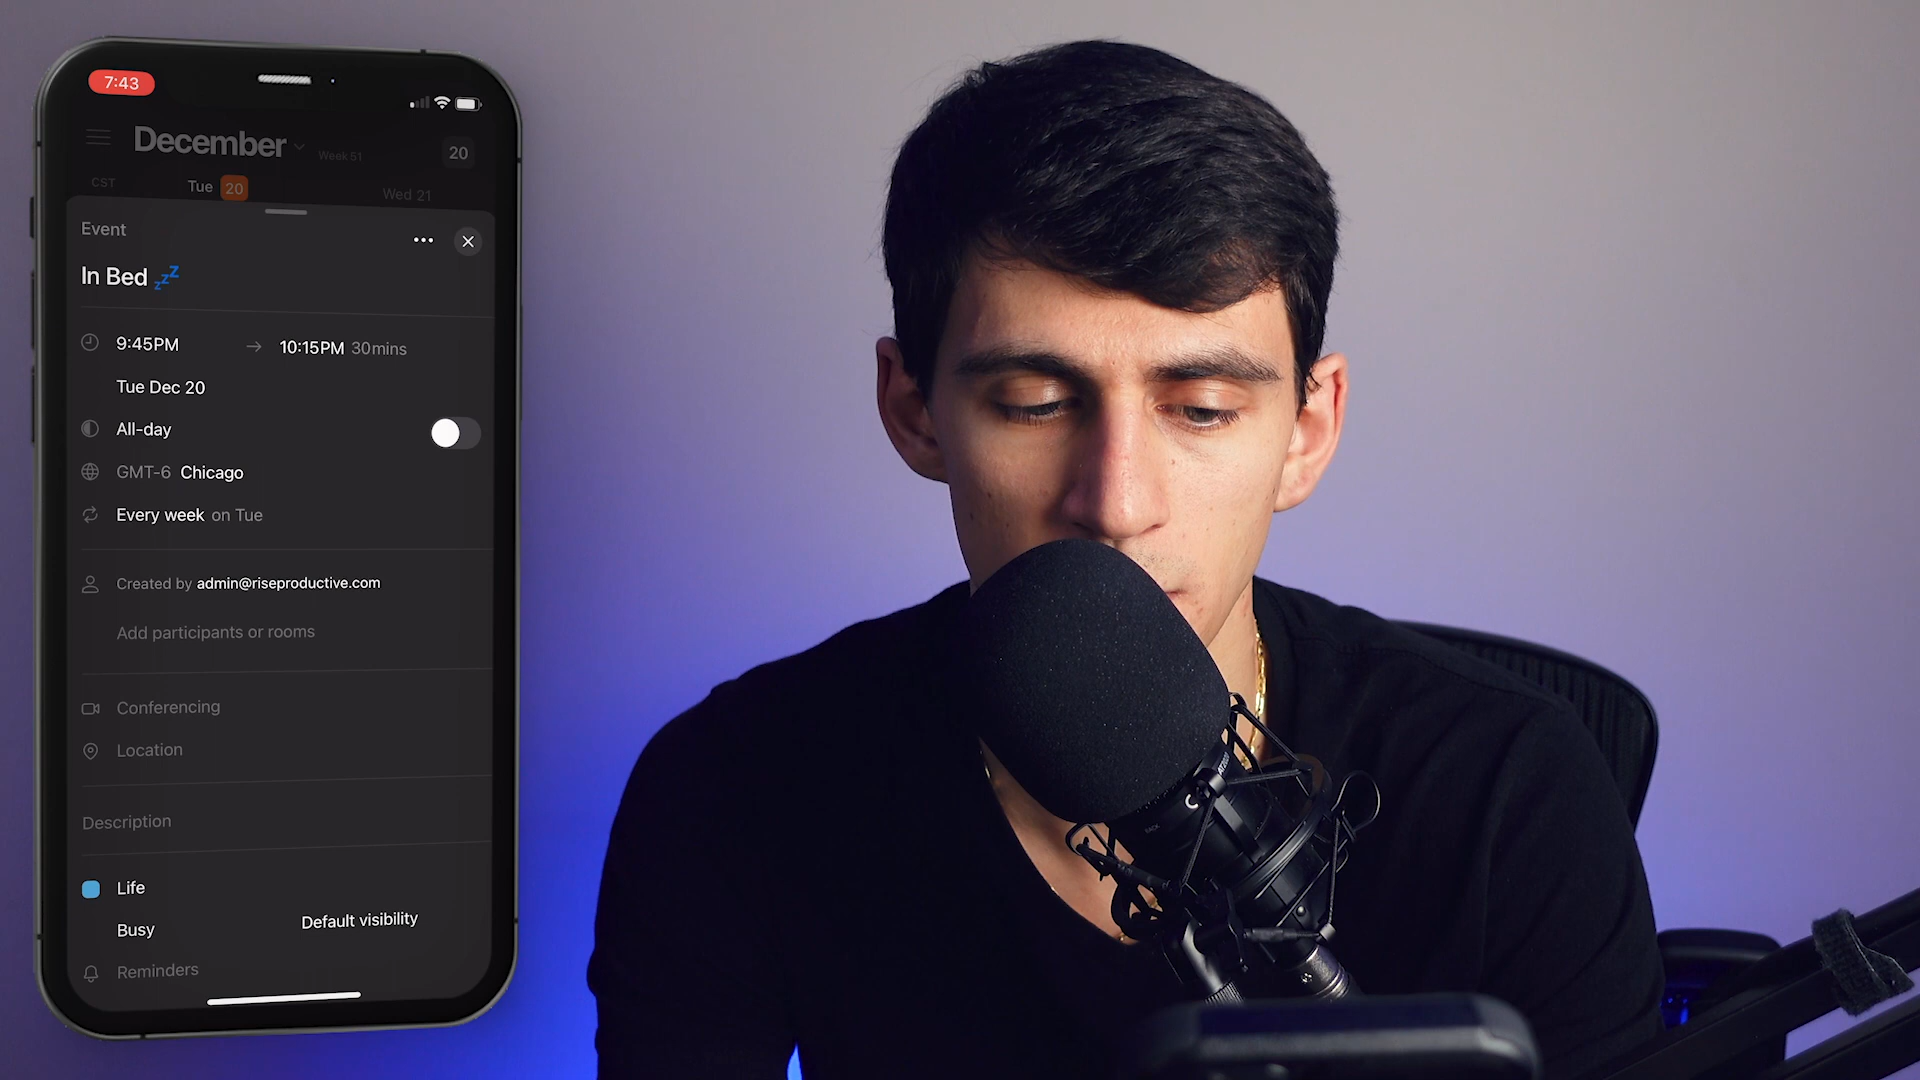 7:43
December
Week 51
20
CST
Tue 20
Wed 21
Event
In Bed 💤
9:45PM → 10:15PM 30mins
Tue Dec 20
All-day
GMT-6 Chicago
Every week on Tue
Created by admin@riseproductive.com
Add participants or rooms
Conferencing
Location
Description
Life
Busy
Default visibility
Reminders
AT2020
BACK